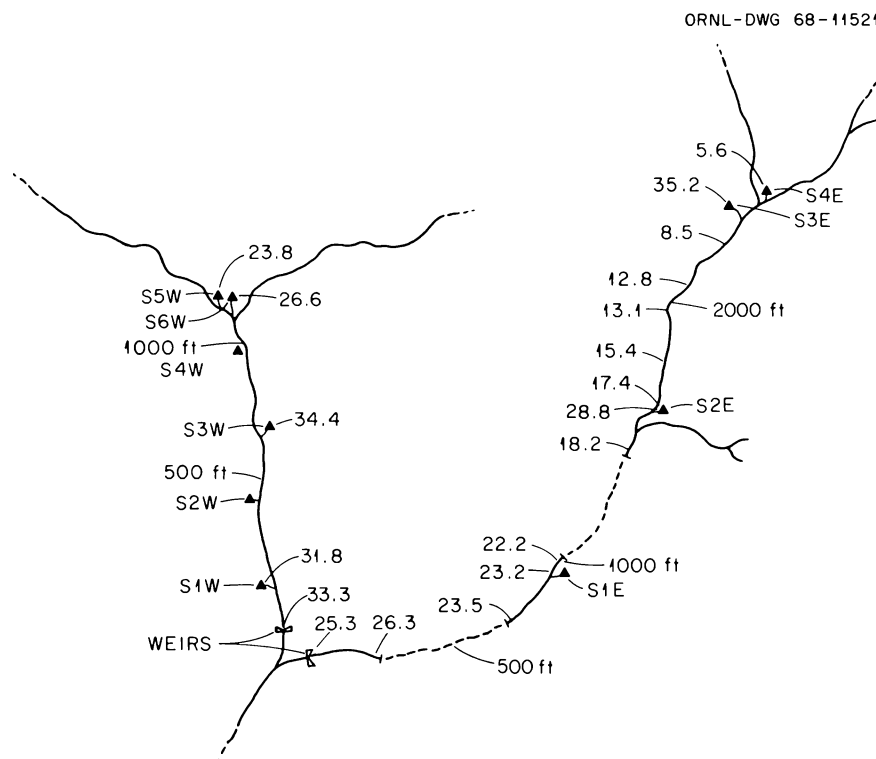 ORNL-DWG 68-11521
5.6
35.2
S4E
S3E
8.5
23.8
12.8
S5W
26.6
S6W
13.1
2000 ft
1000 ft
S4W
15.4
17.4
S3W
34.4
28.8
S2E
18.2
500 ft
S2W
22.2
1000 ft
31.8
23.2
S1W
S1E
33.3
23.5
25.3
26.3
WEIRS
500 ft